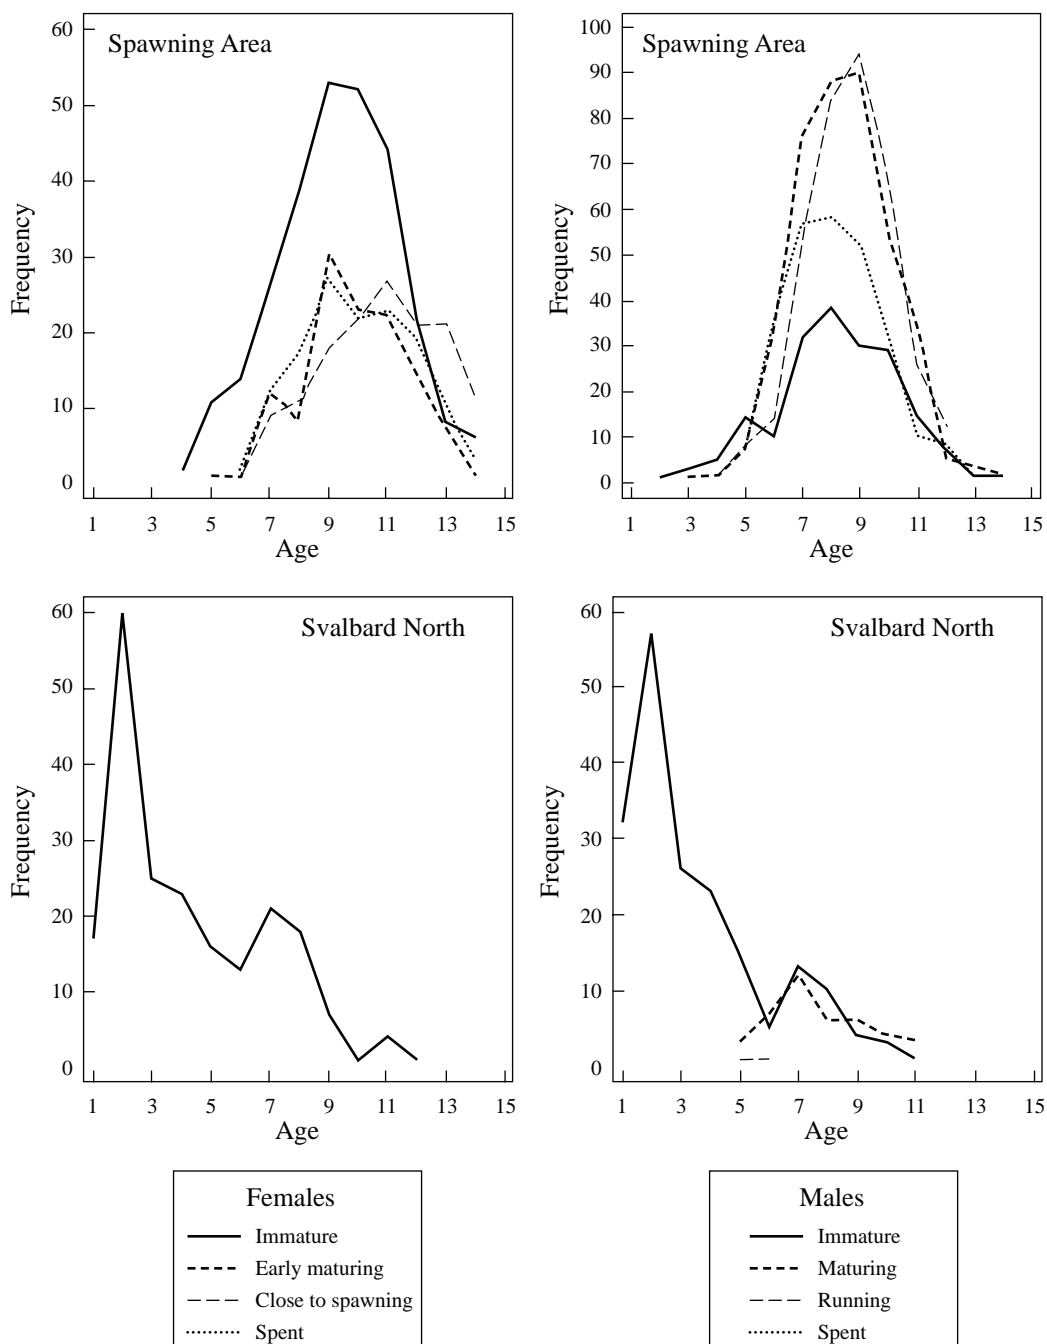 Spawning Area
60
50
40
30
20
10
0
Frequency
1 3 5 7 9 11 13 15
Age
Spawning Area
100
90
80
70
60
50
40
30
20
10
0
Frequency
1 3 5 7 9 11 13 15
Age
Svalbard North
60
50
40
30
20
10
0
Frequency
1 3 5 7 9 11 13 15
Age
Svalbard North
60
50
40
30
20
10
0
Frequency
1 3 5 7 9 11 13 15
Age
Females
Immature
Early maturing
Close to spawning
Spent
Males
Immature
Maturing
Running
Spent